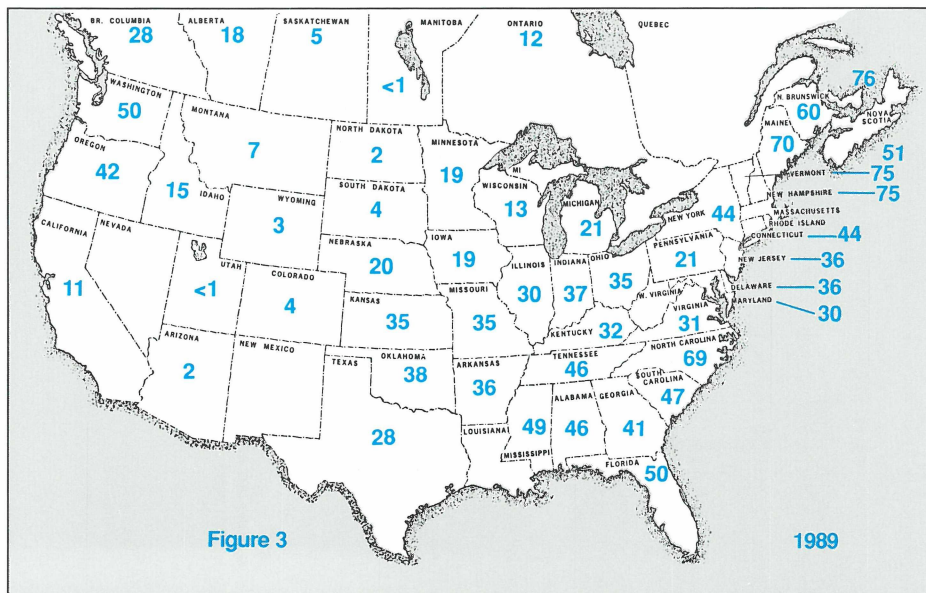 BR. COLUMBIA
28
ALBERTA
18
SASKATCHEWAN
5
MANITOBA
<1
ONTARIO
12
QUEBEC
76
N. BRUNSWICK
60
NOVA
SCOTIA
51
MAINE
70
WASHINGTON
50
MONTANA
7
NORTH DAKOTA
2
MINNESOTA
19
OREGON
42
15
IDAHO
WYOMING
3
SOUTH DAKOTA
4
WISCONSIN
13
MI
MICHIGAN
21
NEW YORK
44
VERMONT 75
NEW HAMPSHIRE 75
MASSACHUSETTS
RHODE ISLAND
CONNECTICUT 44
NEW JERSEY 36
DELAWARE 36
MARYLAND 30
CALIFORNIA
11
NEVADA
UTAH
<1
COLORADO
4
NEBRASKA
20
IOWA
19
ILLINOIS
30
INDIANA
37
OHIO
35
PENNSYLVANIA
21
W. VIRGINIA
VIRGINIA
31
KANSAS
35
MISSOURI
35
KENTUCKY
32
ARIZONA
2
NEW MEXICO
TEXAS
28
OKLAHOMA
38
ARKANSAS
36
TENNESSEE
46
NORTH CAROLINA
69
SOUTH
CAROLINA
47
LOUISIANA
MISSISSIPPI
49
ALABAMA
46
GEORGIA
41
FLORIDA
50
Figure 3
1989